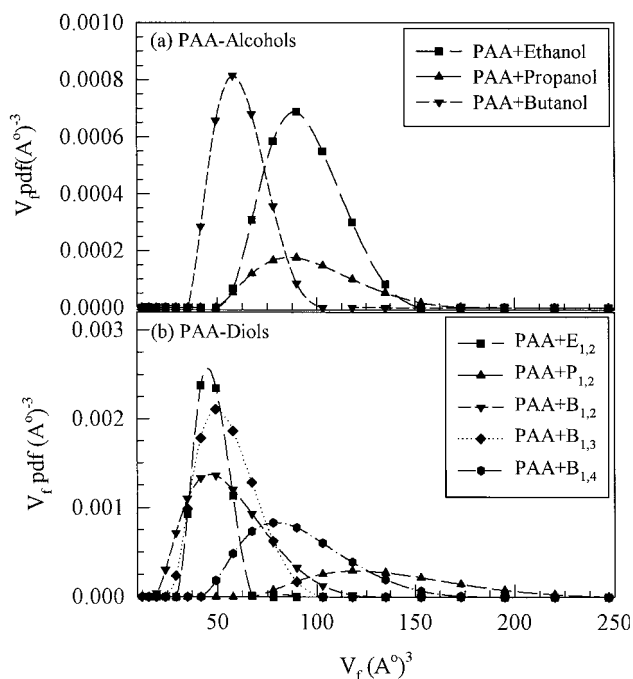 (a) PAA-Alcohols
PAA+Ethanol
PAA+Propanol
PAA+Butanol
0.0010
0.0008
0.0006
0.0004
0.0002
0.0000
V_f pdf(A°)^-3
(b) PAA-Diols
PAA+E_1,2
PAA+P_1,2
PAA+B_1,2
PAA+B_1,3
PAA+B_1,4
0.003
0.002
0.001
0.000
V_f pdf (A°)^-3
50 100 150 200 250
V_f (A°)^3